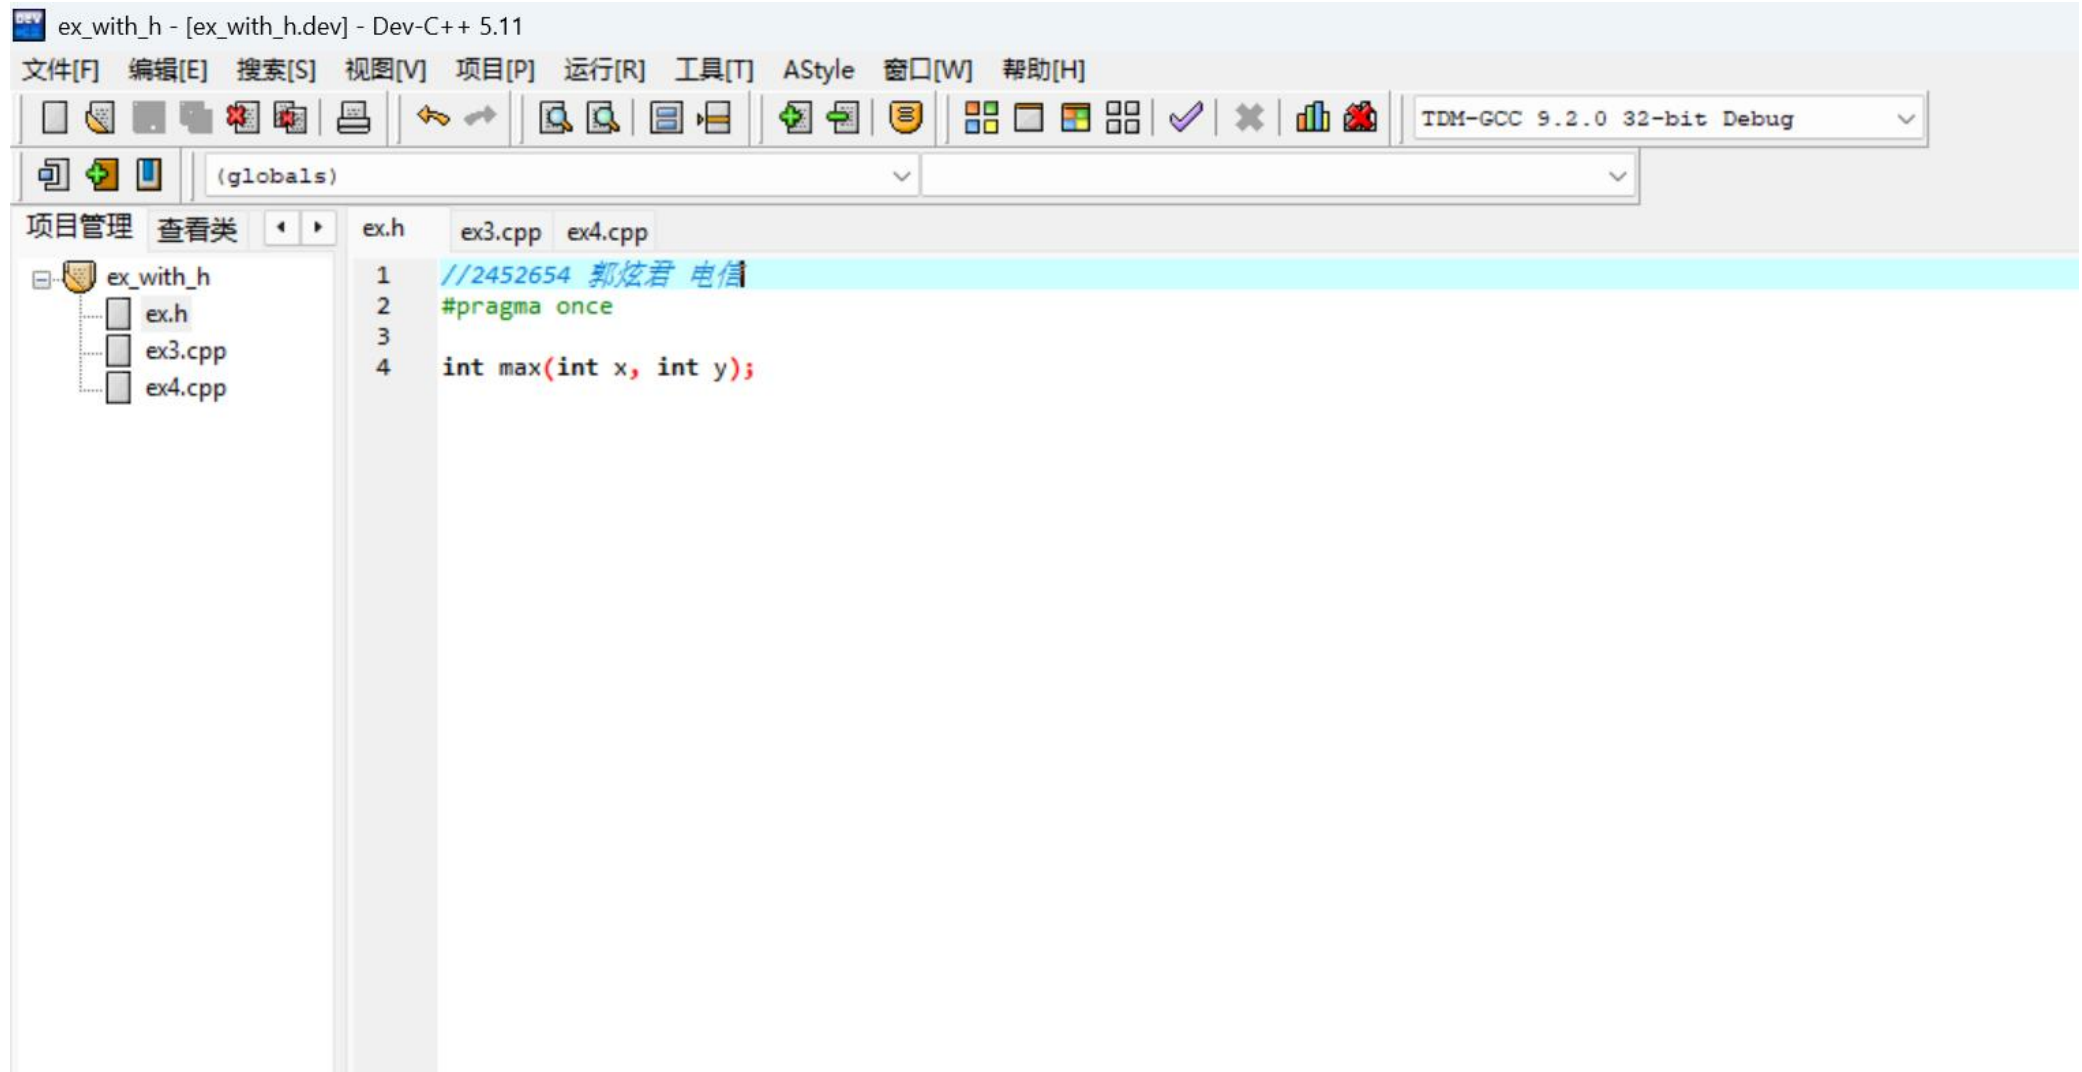 ex_with_h - [ex_with_h.dev] - Dev-C++ 5.11
文件[F] 编辑[E] 搜索[S] 视图[V] 项目[P] 运行[R] 工具[T] AStyle 窗口[W] 帮助[H]
TDM-GCC 9.2.0 32-bit Debug
(globals)
项目管理 查看类 ex.h ex3.cpp ex4.cpp
ex_with_h
ex.h
ex3.cpp
ex4.cpp
1 //2452654 郭炫君 电信
2 #pragma once
3
4 int max(int x, int y);